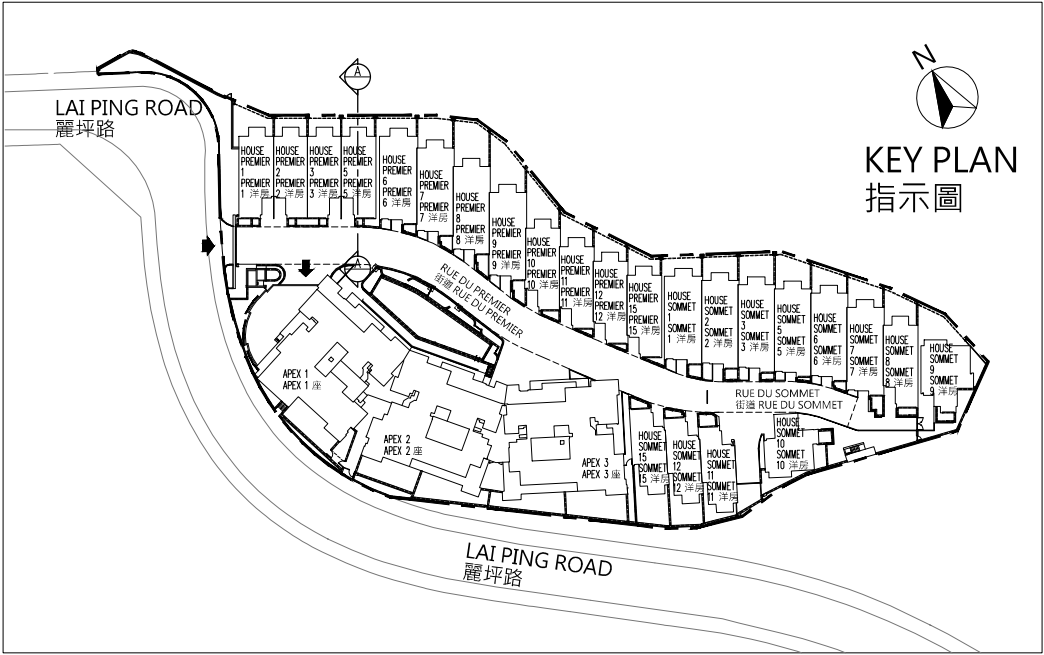 N
KEY PLAN
指示圖
LAI PING ROAD
麗坪路
A
HOUSE
PREMIER
1
PREMIER
1 洋房
HOUSE
PREMIER
2
PREMIER
2 洋房
HOUSE
PREMIER
3
PREMIER
3 洋房
HOUSE
PREMIER
5
PREMIER
5 洋房
HOUSE
PREMIER
6
PREMIER
6 洋房
HOUSE
PREMIER
7
PREMIER
7 洋房
HOUSE
PREMIER
8
PREMIER
8 洋房
HOUSE
PREMIER
9
PREMIER
9 洋房
HOUSE
PREMIER
10
PREMIER
10 洋房
HOUSE
PREMIER
11
PREMIER
11 洋房
HOUSE
PREMIER
12
PREMIER
12 洋房
HOUSE
PREMIER
15
PREMIER
15 洋房
HOUSE
SOMMET
1
SOMMET
1 洋房
HOUSE
SOMMET
2
SOMMET
2 洋房
HOUSE
SOMMET
3
SOMMET
3 洋房
HOUSE
SOMMET
5
SOMMET
5 洋房
HOUSE
SOMMET
6
SOMMET
6 洋房
HOUSE
SOMMET
7
SOMMET
7 洋房
HOUSE
SOMMET
8
SOMMET
8 洋房
HOUSE
SOMMET
9
SOMMET
9 洋房
A
RUE DU PREMIER
街道 RUE DU PREMIER
RUE DU SOMMET
街道 RUE DU SOMMET
APEX 1
APEX 1 座
APEX 2
APEX 2 座
APEX 3
APEX 3 座
HOUSE
SOMMET
15
SOMMET
15 洋房
HOUSE
SOMMET
12
SOMMET
12 洋房
HOUSE
SOMMET
11
SOMMET
11 洋房
HOUSE
SOMMET
10
SOMMET
10 洋房
LAI PING ROAD
麗坪路